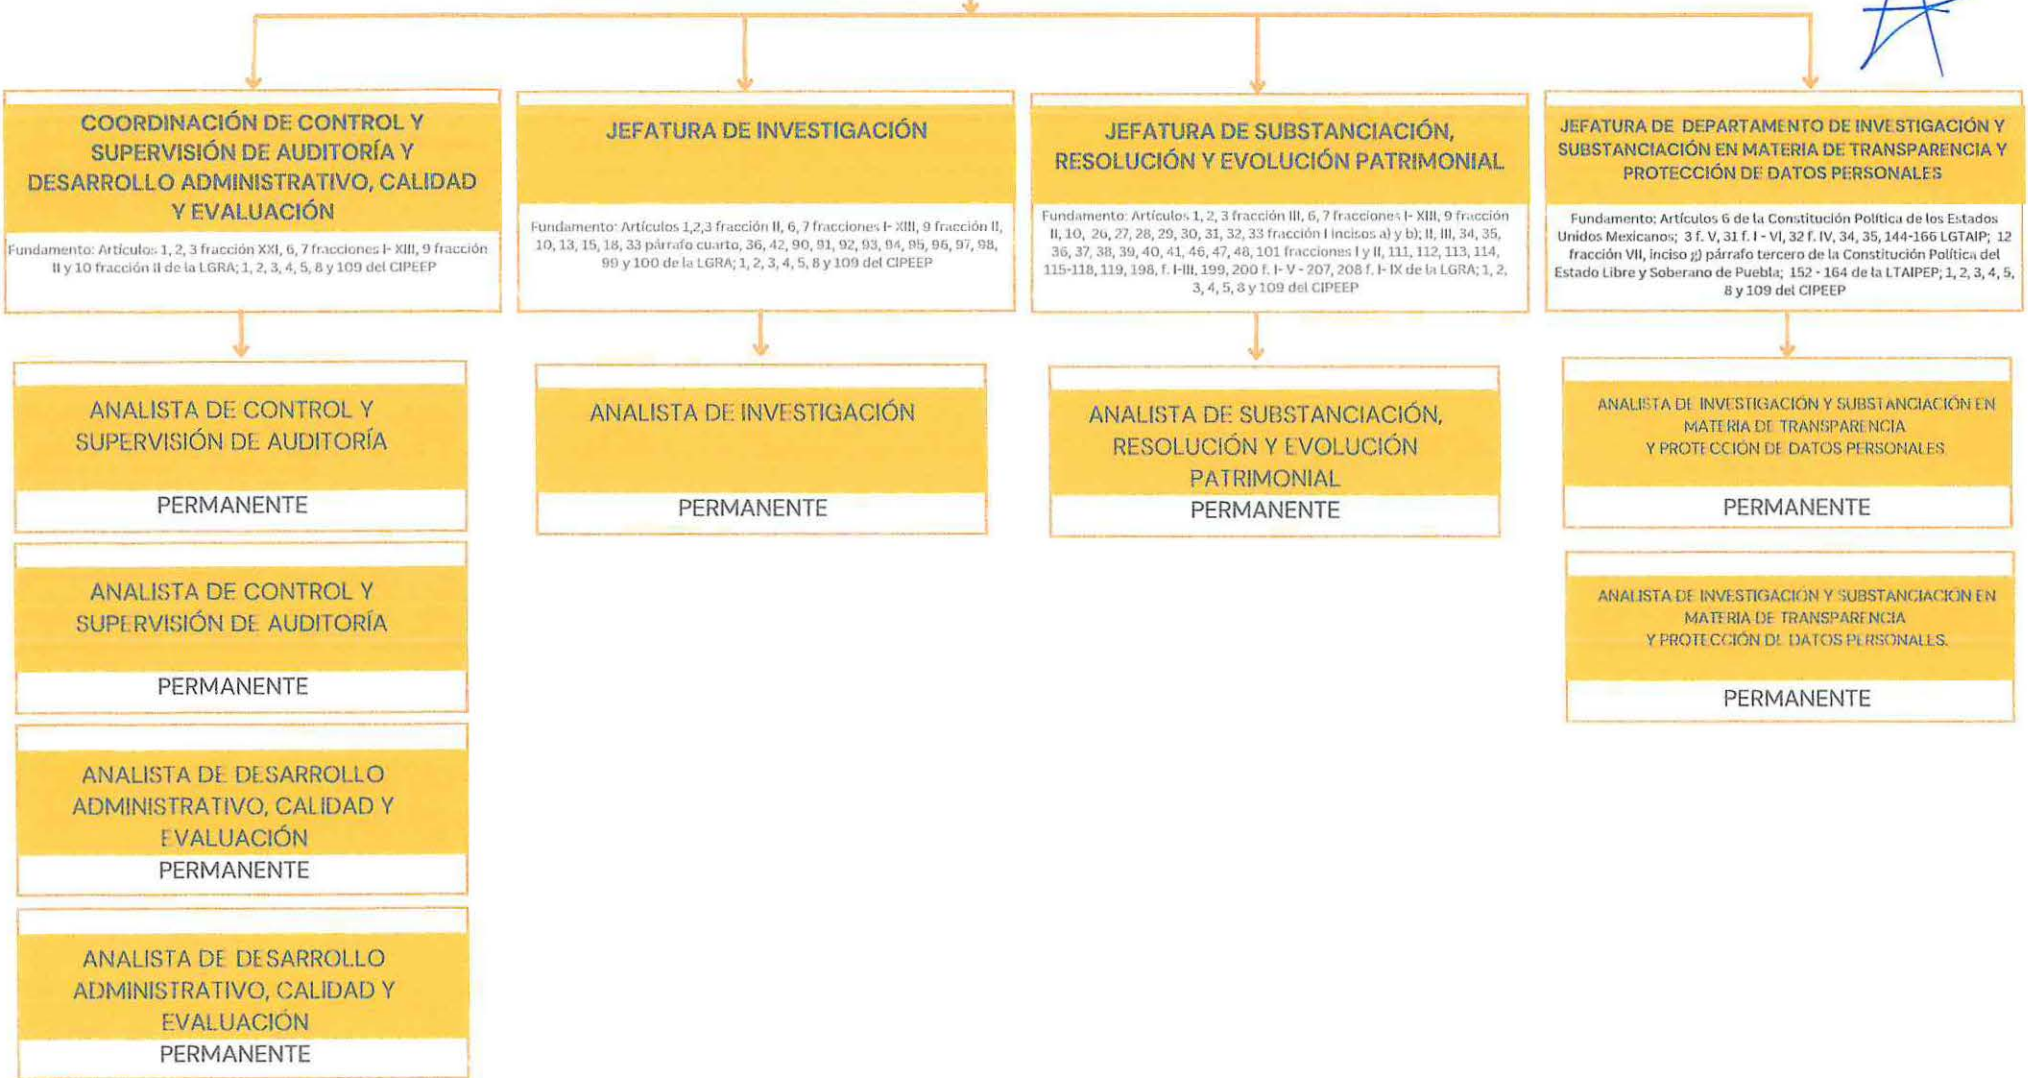 COORDINACIÓN DE CONTROL Y
SUPERVISIÓN DE AUDITORÍA Y
DESARROLLO ADMINISTRATIVO, CALIDAD
Y EVALUACIÓN
Fundamento: Artículos 1, 2, 3 fracción XXI, 6, 7 fracciones I- XIII, 9 fracción
II y 10 fracción II de la LGRA; 1, 2, 3, 4, 5, 8 y 109 del CIPEEP
ANALISTA DE CONTROL Y
SUPERVISIÓN DE AUDITORÍA
PERMANENTE
ANALISTA DE CONTROL Y
SUPERVISIÓN DE AUDITORÍA
PERMANENTE
ANALISTA DE DESARROLLO
ADMINISTRATIVO, CALIDAD Y
EVALUACIÓN
PERMANENTE
ANALISTA DE DESARROLLO
ADMINISTRATIVO, CALIDAD Y
EVALUACIÓN
PERMANENTE
JEFATURA DE INVESTIGACIÓN
Fundamento: Artículos 1,2,3 fracción II, 6, 7 fracciones I- XIII, 9 fracción II,
10, 13, 15, 18, 33 párrafo cuarto, 36, 42, 90, 91, 92, 93, 94, 95, 96, 97, 98,
99 y 100 de la LGRA; 1, 2, 3, 4, 5, 8 y 109 del CIPEEP
ANALISTA DE INVESTIGACIÓN
PERMANENTE
JEFATURA DE SUBSTANCIACIÓN,
RESOLUCIÓN Y EVOLUCIÓN PATRIMONIAL
Fundamento: Artículos 1, 2, 3 fracción III, 6, 7 fracciones I- XIII, 9 fracción
II, 10, 26, 27, 28, 29, 30, 31, 32, 33 fracción I incisos a) y b); II, III, 34, 35,
36, 37, 38, 39, 40, 41, 46, 47, 48, 101 fracciones I y II, 111, 112, 113, 114,
115-118, 119, 198, f. I-III, 199, 200 f. I- V - 207, 208 f. I- IX de la LGRA; 1, 2,
3, 4, 5, 8 y 109 del CIPEEP
ANALISTA DE SUBSTANCIACIÓN,
RESOLUCIÓN Y EVOLUCIÓN
PATRIMONIAL
PERMANENTE
JEFATURA DE DEPARTAMENTO DE INVESTIGACIÓN Y
SUBSTANCIACIÓN EN MATERIA DE TRANSPARENCIA Y
PROTECCIÓN DE DATOS PERSONALES
Fundamento: Artículos 6 de la Constitución Política de los Estados
Unidos Mexicanos; 3 f. V, 31 f. I - VI, 32 f. IV, 34, 35, 144-166 LGTAIP; 12
fracción VII, inciso g) párrafo tercero de la Constitución Política del
Estado Libre y Soberano de Puebla; 152 - 164 de la LTAIPEP; 1, 2, 3, 4, 5,
8 y 109 del CIPEEP
ANALISTA DE INVESTIGACIÓN Y SUBSTANCIACIÓN EN
MATERIA DE TRANSPARENCIA
Y PROTECCIÓN DE DATOS PERSONALES
PERMANENTE
ANALISTA DE INVESTIGACIÓN Y SUBSTANCIACIÓN EN
MATERIA DE TRANSPARENCIA
Y PROTECCIÓN DE DATOS PERSONALES.
PERMANENTE